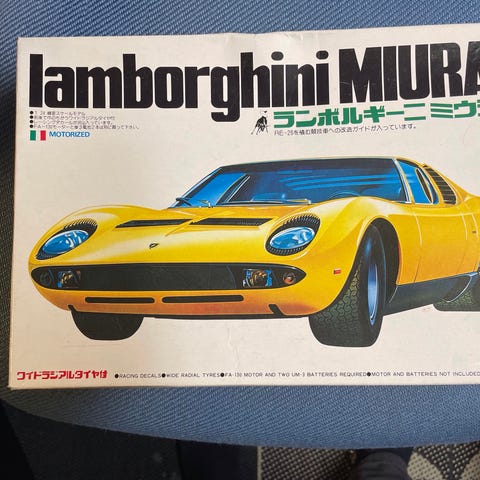 lamborghini MIURA
ランボルギーニ ミウ
RE-28を積む競技車への改造ガイドが入っています。
MOTORIZED
ワイドラジアルタイヤ付
●RACING DECALS●WIDE RADIAL TYRES●FA-130 MOTOR AND TWO UM-3 BATTERIES REQUIRED●MOTOR AND BATTERIES NOT INCLUDED